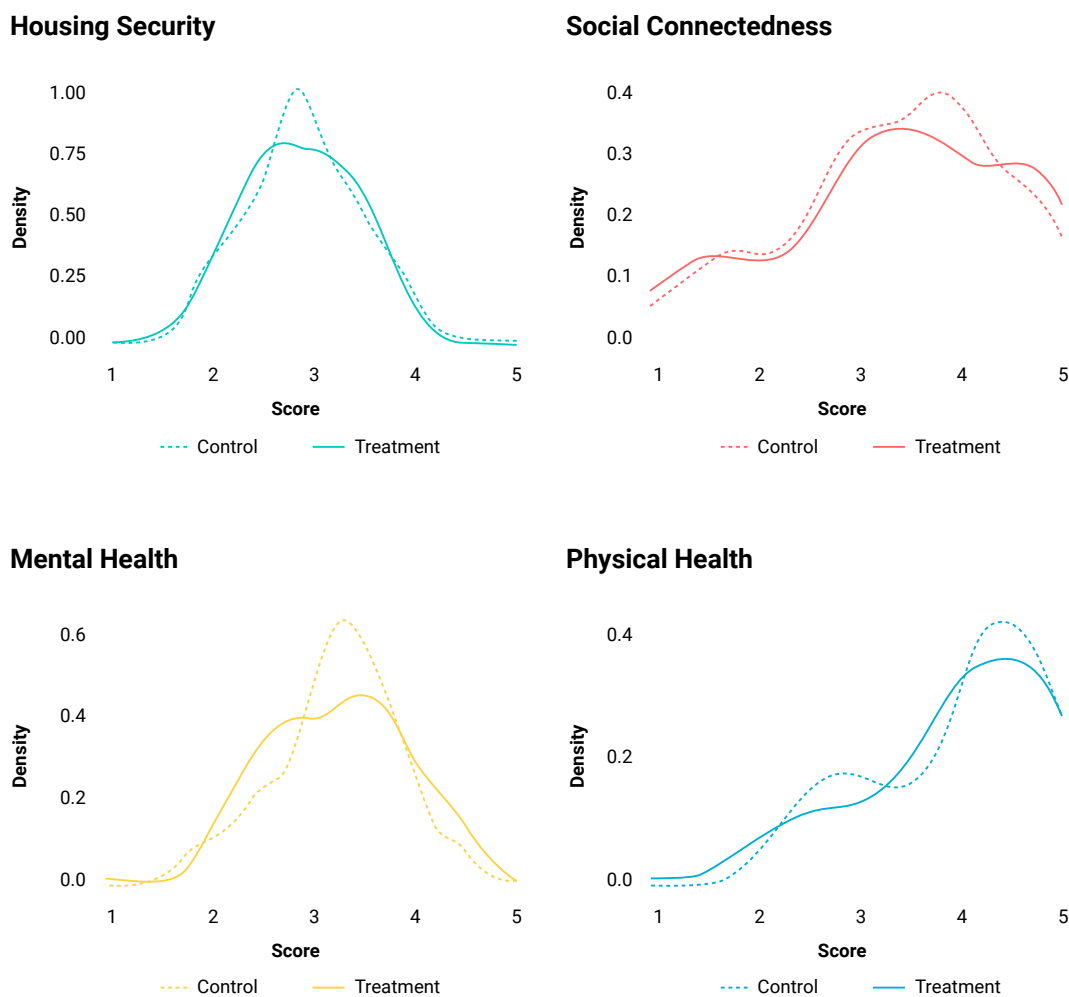 Housing Security
1.00
0.75
0.50
0.25
0.00
Density
1 2 3 4 5
Score
Control Treatment
Social Connectedness
0.4
0.3
0.2
0.1
0.0
Density
1 2 3 4 5
Score
Control Treatment
Mental Health
0.6
0.4
0.2
0.0
Density
1 2 3 4 5
Score
Control Treatment
Physical Health
0.4
0.2
0.0
Density
1 2 3 4 5
Score
Control Treatment